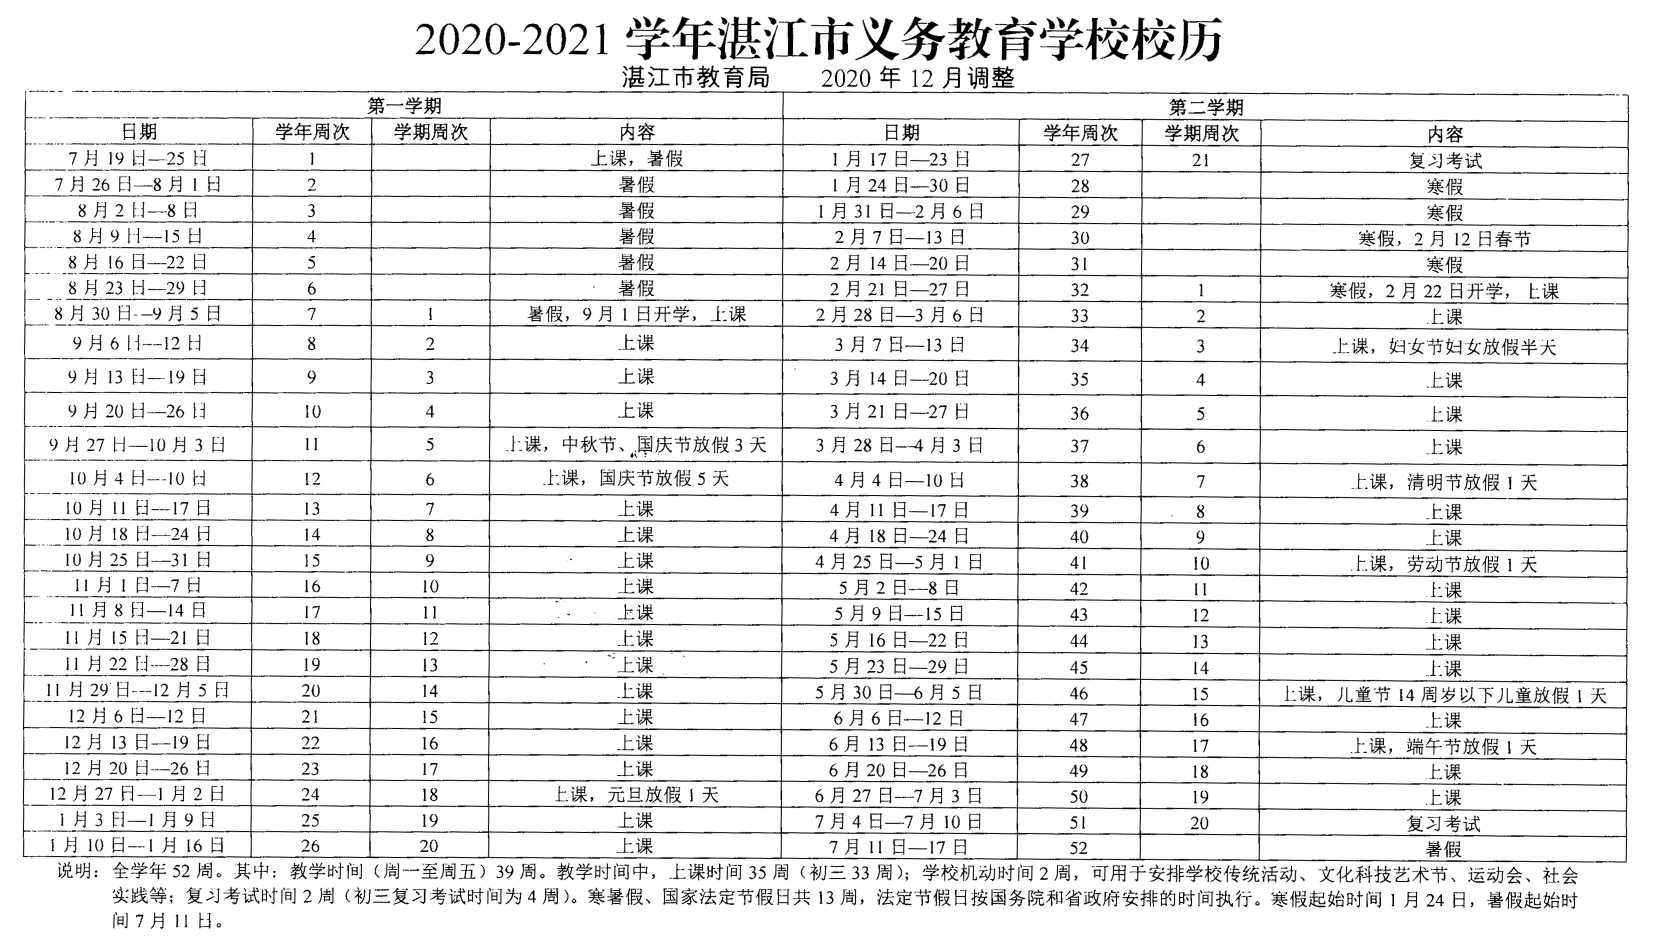 2020-2021 学年湛江市义务教育学校校历
湛江市教育局 2020 年 12 月调整
第一学期 第二学期
日期 学年周次 学期周次 内容 日期 学年周次 学期周次 内容
7 月 19 日—25 日 1 上课，暑假 1 月 17 日—23 日 27 21 复习考试
7 月 26 日—8 月 1 日 2 暑假 1 月 24 日—30 日 28 寒假
8 月 2 日—8 日 3 暑假 1 月 31 日—2 月 6 日 29 寒假
8 月 9 日—15 日 4 暑假 2 月 7 日—13 日 30 寒假，2 月 12 日春节
8 月 16 日—22 日 5 暑假 2 月 14 日—20 日 31 寒假
8 月 23 日—29 日 6 暑假 2 月 21 日—27 日 32 1 寒假，2 月 22 日开学，上课
8 月 30 日—9 月 5 日 7 1 暑假，9 月 1 日开学，上课 2 月 28 日—3 月 6 日 33 2 上课
9 月 6 日—12 日 8 2 上课 3 月 7 日—13 日 34 3 上课，妇女节妇女放假半天
9 月 13 日—19 日 9 3 上课 3 月 14 日—20 日 35 4 上课
9 月 20 日—26 日 10 4 上课 3 月 21 日—27 日 36 5 上课
9 月 27 日—10 月 3 日 11 5 上课，中秋节、国庆节放假 3 天 3 月 28 日—4 月 3 日 37 6 上课
10 月 4 日—10 日 12 6 上课，国庆节放假 5 天 4 月 4 日—10 日 38 7 上课，清明节放假 1 天
10 月 11 日—17 日 13 7 上课 4 月 11 日—17 日 39 8 上课
10 月 18 日—24 日 14 8 上课 4 月 18 日—24 日 40 9 上课
10 月 25 日—31 日 15 9 上课 4 月 25 日—5 月 1 日 41 10 上课，劳动节放假 1 天
11 月 1 日—7 日 16 10 上课 5 月 2 日—8 日 42 11 上课
11 月 8 日—14 日 17 11 上课 5 月 9 日—15 日 43 12 上课
11 月 15 日—21 日 18 12 上课 5 月 16 日—22 日 44 13 上课
11 月 22 日—28 日 19 13 上课 5 月 23 日—29 日 45 14 上课
11 月 29 日—12 月 5 日 20 14 上课 5 月 30 日—6 月 5 日 46 15 上课，儿童节 14 周岁以下儿童放假 1 天
12 月 6 日—12 日 21 15 上课 6 月 6 日—12 日 47 16 上课
12 月 13 日—19 日 22 16 上课 6 月 13 日—19 日 48 17 上课，端午节放假 1 天
12 月 20 日—26 日 23 17 上课 6 月 20 日—26 日 49 18 上课
12 月 27 日—1 月 2 日 24 18 上课，元旦放假 1 天 6 月 27 日—7 月 3 日 50 19 上课
1 月 3 日—1 月 9 日 25 19 上课 7 月 4 日—7 月 10 日 51 20 复习考试
1 月 10 日—1 月 16 日 26 20 上课 7 月 11 日—17 日 52 暑假
说明：全学年 52 周。其中：教学时间（周一至周五）39 周。教学时间中，上课时间 35 周（初三 33 周）；学校机动时间 2 周，可用于安排学校传统活动、文化科技艺术节、运动会、社会
实践等；复习考试时间 2 周（初三复习考试时间为 4 周）。寒暑假、国家法定节假日共 13 周，法定节假日按国务院和省政府安排的时间执行。寒假起始时间 1 月 24 日，暑假起始时
间 7 月 11 日。